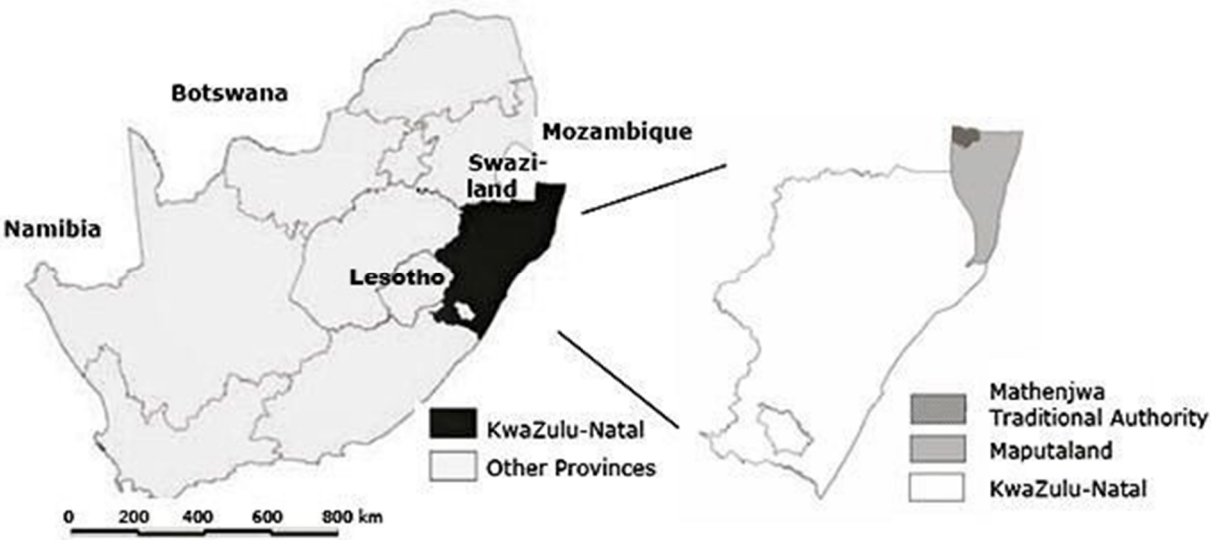 Botswana
Mozambique
Swazi-
land
Namibia
Lesotho
KwaZulu-Natal
Other Provinces
0 200 400 600 800 km
Mathenjwa
Traditional Authority
Maputaland
KwaZulu-Natal